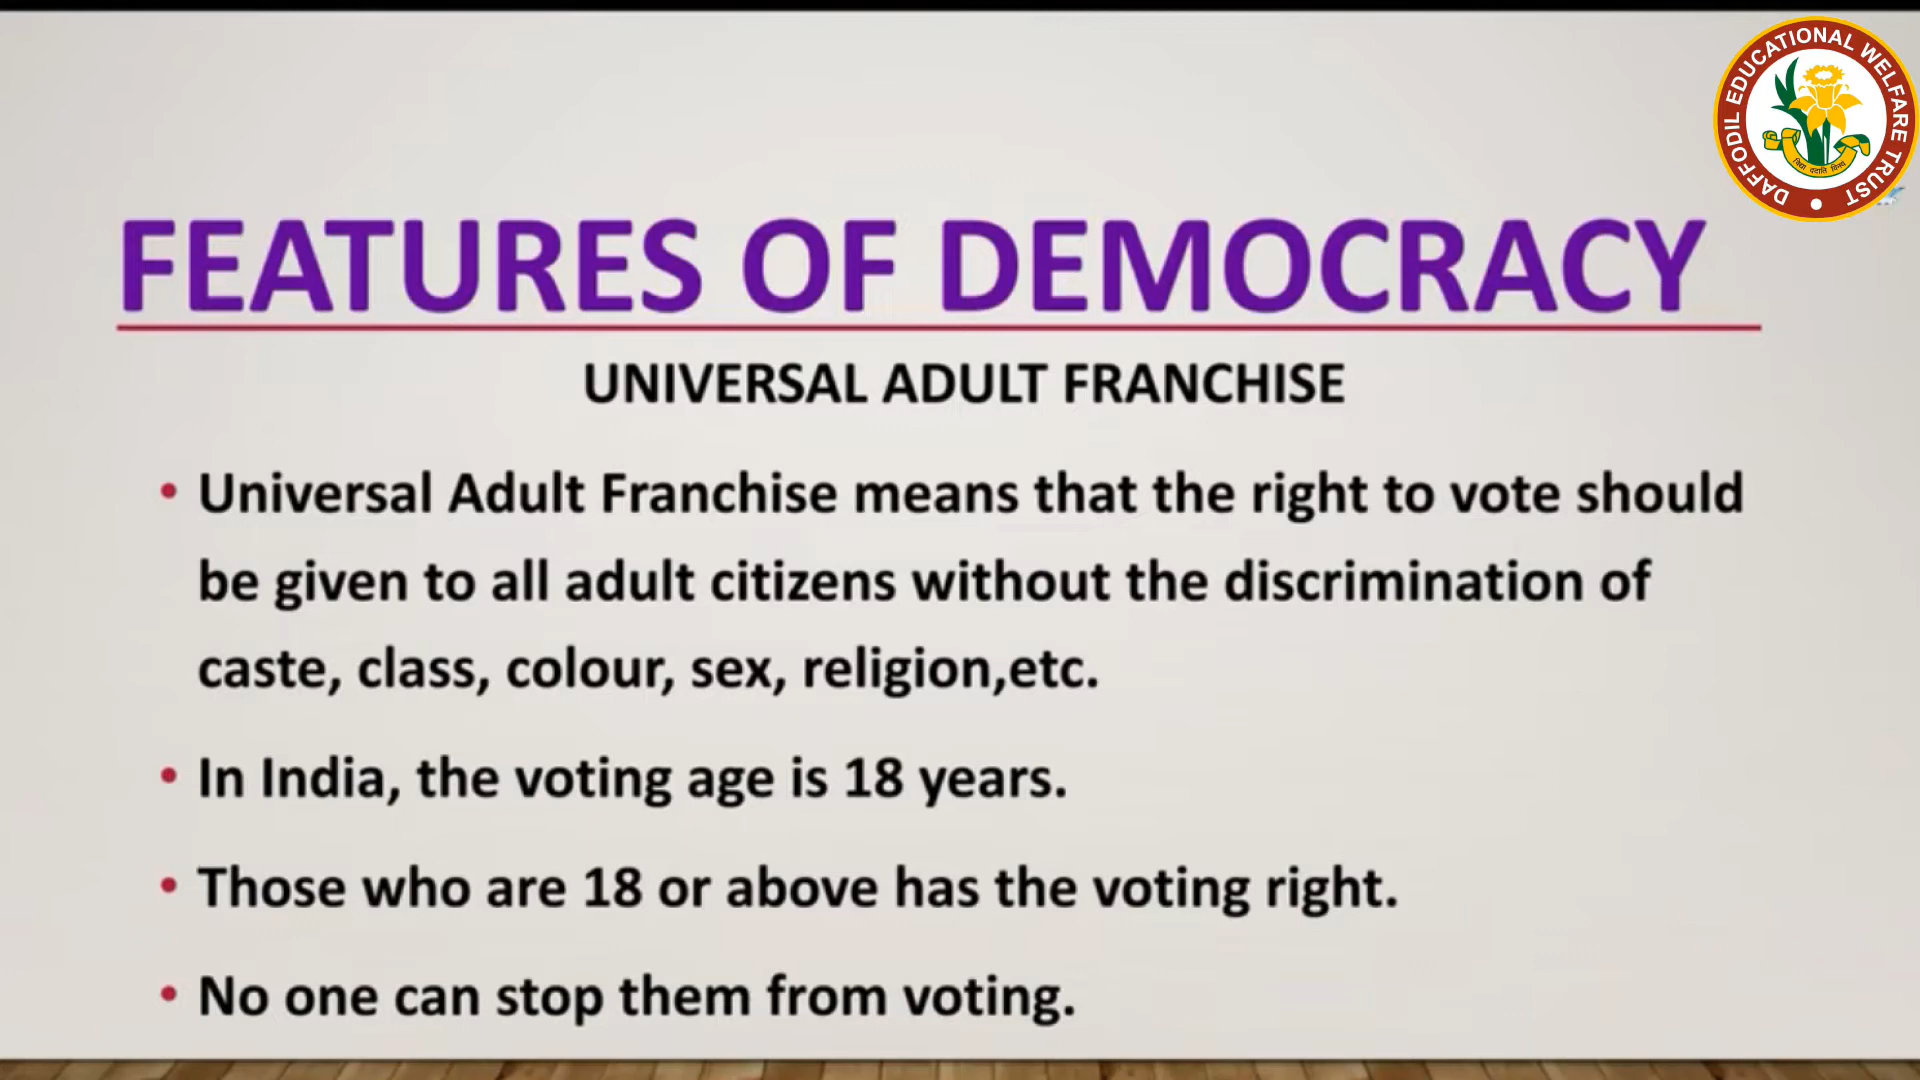 DAFFODIL EDUCATIONAL WELFARE TRUST
विद्या ददाति विनय
FEATURES OF DEMOCRACY
UNIVERSAL ADULT FRANCHISE
• Universal Adult Franchise means that the right to vote should
be given to all adult citizens without the discrimination of
caste, class, colour, sex, religion,etc.
• In India, the voting age is 18 years.
• Those who are 18 or above has the voting right.
• No one can stop them from voting.